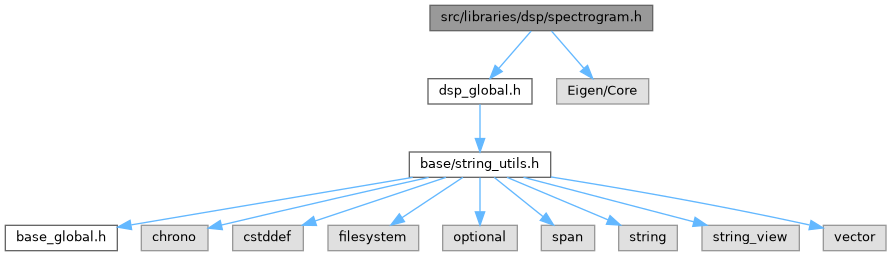 src/libraries/dsp/spectrogram.h
dsp_global.h
Eigen/Core
base/string_utils.h
base_global.h
chrono
cstddef
filesystem
optional
span
string
string_view
vector